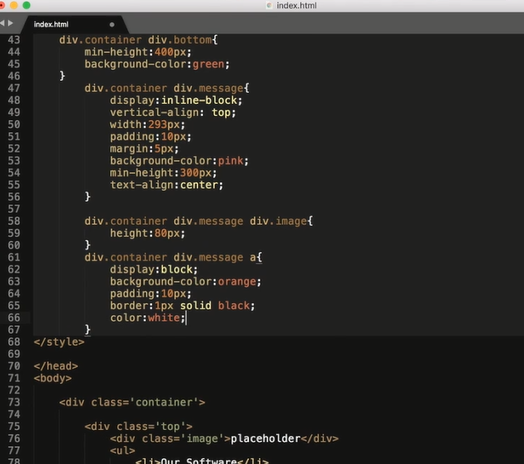 index.html
index.html
43 div.container div.bottom{
44 min-height:400px;
45 background-color:green;
46 }
47 div.container div.message{
48 display:inline-block;
49 vertical-align: top;
50 width:293px;
51 padding:10px;
52 margin:5px;
53 background-color:pink;
54 min-height:300px;
55 text-align:center;
56 }
57
58 div.container div.message div.image{
59 height:80px;
60 }
61 div.container div.message a{
62 display:block;
63 background-color:orange;
64 padding:10px;
65 border:1px solid black;
66 color:white;
67 }
68 </style>
69
70 </head>
71 <body>
72
73 <div class='container'>
74
75 <div class='top'>
76 <div class='image'>placeholder</div>
77 <ul>
78 <li>Our Software</li>